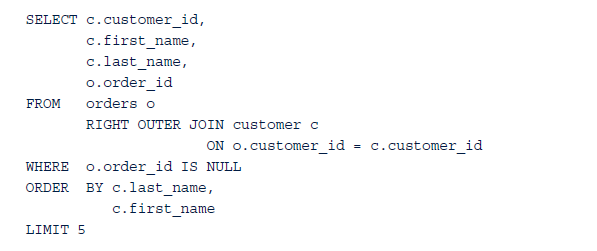 SELECT c.customer_id,
       c.first_name,
       c.last_name,
       o.order_id
FROM   orders o
       RIGHT OUTER JOIN customer c
                     ON o.customer_id = c.customer_id
WHERE  o.order_id IS NULL
ORDER  BY c.last_name,
          c.first_name
LIMIT 5